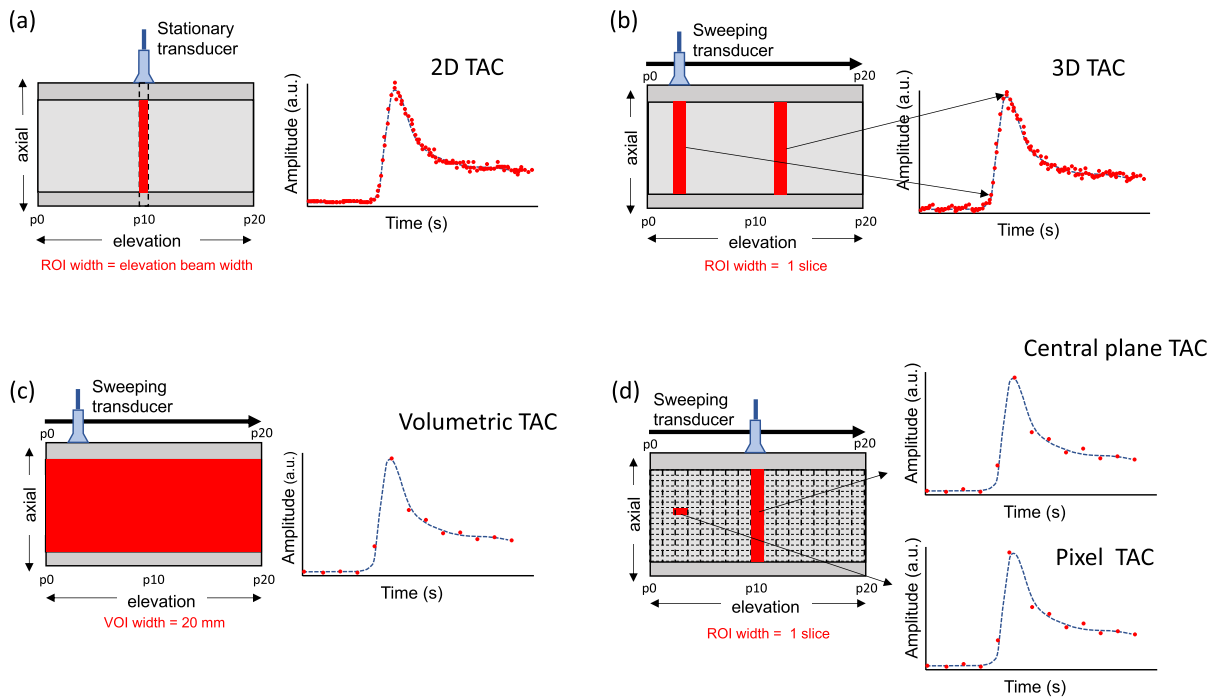 (a)
Stationary
transducer
2D TAC
axial
p0
p10
p20
elevation
ROI width = elevation beam width
Amplitude (a.u.)
Time (s)
(b)
Sweeping
transducer
p0
p20
3D TAC
axial
p0
p10
p20
elevation
ROI width =  1 slice
Amplitude (a.u.)
Time (s)
(c)
Sweeping
transducer
p0
p20
Volumetric TAC
axial
p0
p10
p20
elevation
VOI width = 20 mm
Amplitude (a.u.)
Time (s)
(d)
Sweeping
transducer
p0
p20
axial
p0
p10
p20
elevation
ROI width =  1 slice
Central plane TAC
Amplitude (a.u.)
Time (s)
Pixel  TAC
Amplitude (a.u.)
Time (s)